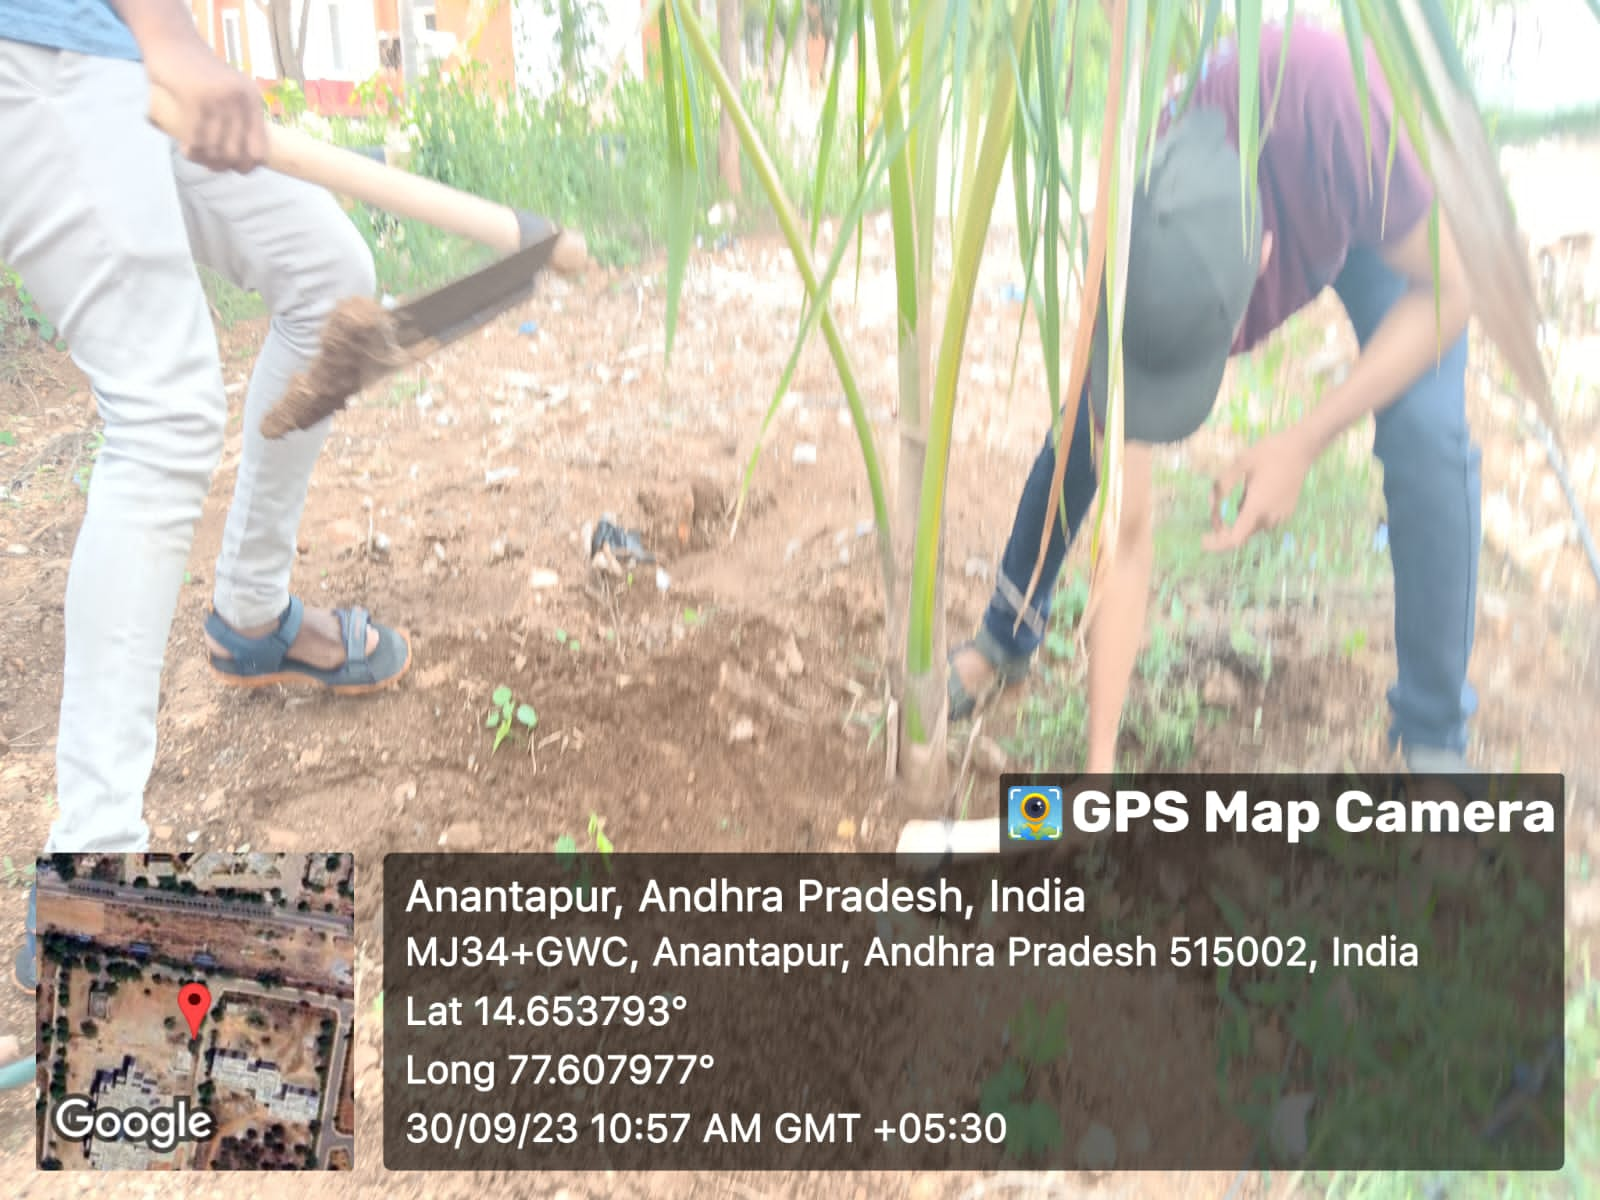 GPS Map Camera
Anantapur, Andhra Pradesh, India
MJ34+GWC, Anantapur, Andhra Pradesh 515002, India
Lat 14.653793°
Long 77.607977°
30/09/23 10:57 AM GMT +05:30
Google